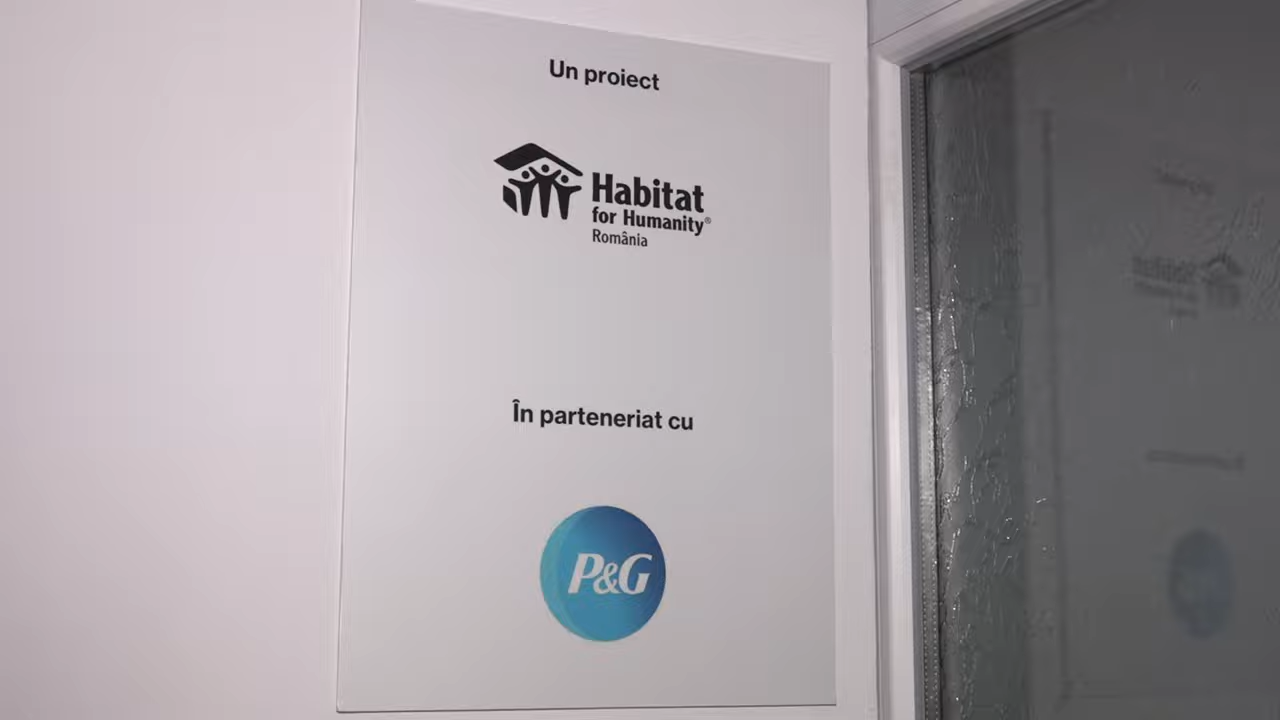 Un proiect
Habitat
for Humanity®
România
În parteneriat cu
P&G